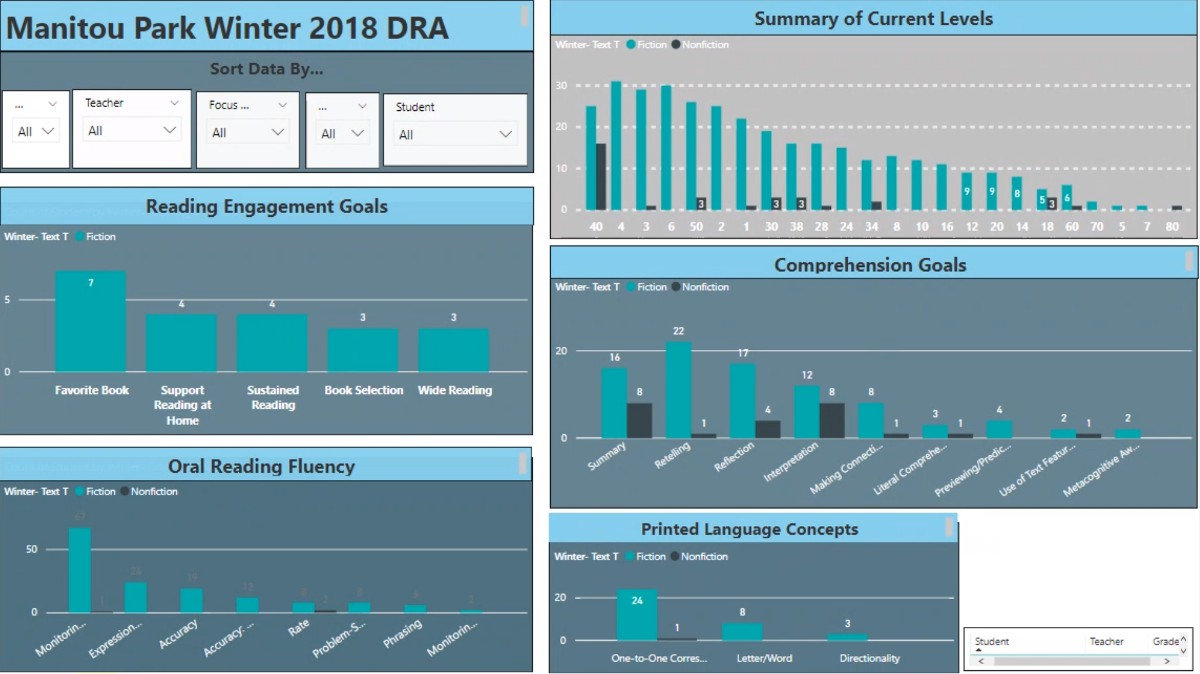 Manitou Park Winter 2018 DRA
Sort Data By...
...
All
Teacher
All
Focus ...
All
...
All
Student
All
Reading Engagement Goals
Winter- Text T Fiction
5
0
7
4
4
3
3
Favorite Book
Support Reading at Home
Sustained Reading
Book Selection
Wide Reading
Oral Reading Fluency
Winter- Text T Fiction Nonfiction
50
0
24
12
2
Monitorin...
Expression...
Accuracy
Accuracy: ...
Rate
Problem-S...
Phrasing
Monitorin...
Summary of Current Levels
Winter- Text T Fiction Nonfiction
30
20
10
0
3 3 3 9 9 8 5 3 6
40 4 3 6 50 2 1 30 38 28 24 34 8 10 16 12 20 14 18 60 70 5 7 80
Comprehension Goals
Winter- Text T Fiction Nonfiction
20
0
16 8 22 1 17 4 12 8 8 1 3 1 4 2 1 2
Summary
Retelling
Reflection
Interpretation
Making Connecti...
Literal Comprehe...
Previewing/Predic...
Use of Text Featur...
Metacognitive Aw...
Printed Language Concepts
Winter- Text T Fiction Nonfiction
20
0
24 1 8 3
One-to-One Corres...
Letter/Word
Directionality
Student Teacher Grade